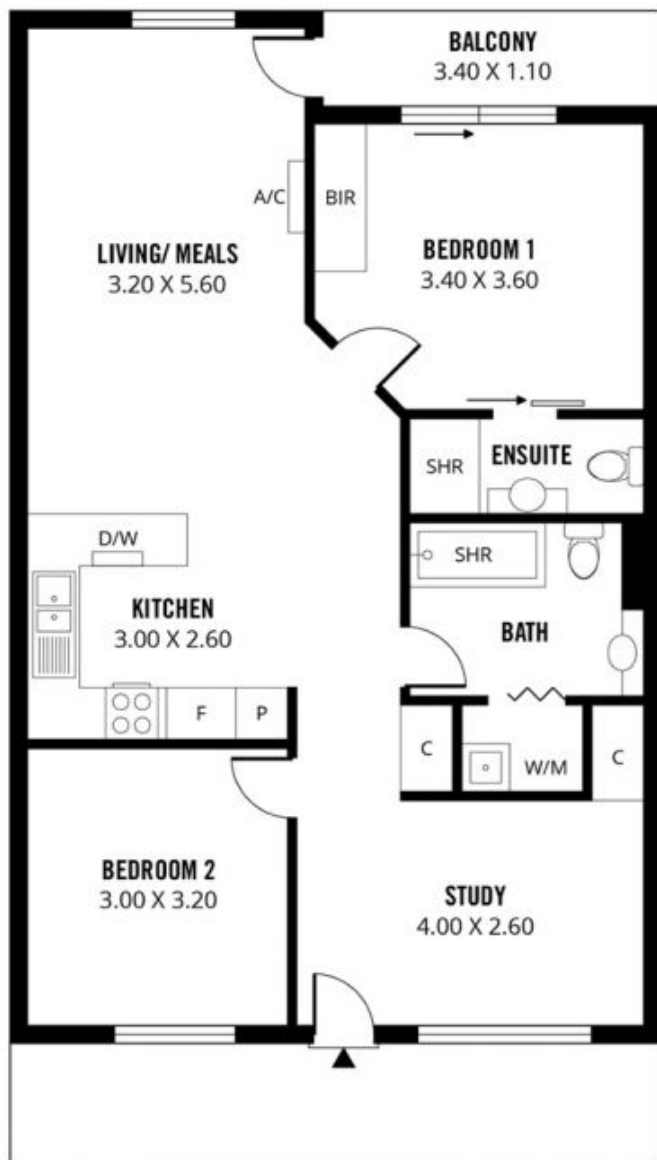 BALCONY
3.40 X 1.10
A/C
BIR
LIVING/ MEALS
3.20 X 5.60
BEDROOM 1
3.40 X 3.60
SHR
ENSUITE
D/W
SHR
KITCHEN
3.00 X 2.60
BATH
F
P
C
W/M
C
BEDROOM 2
3.00 X 3.20
STUDY
4.00 X 2.60